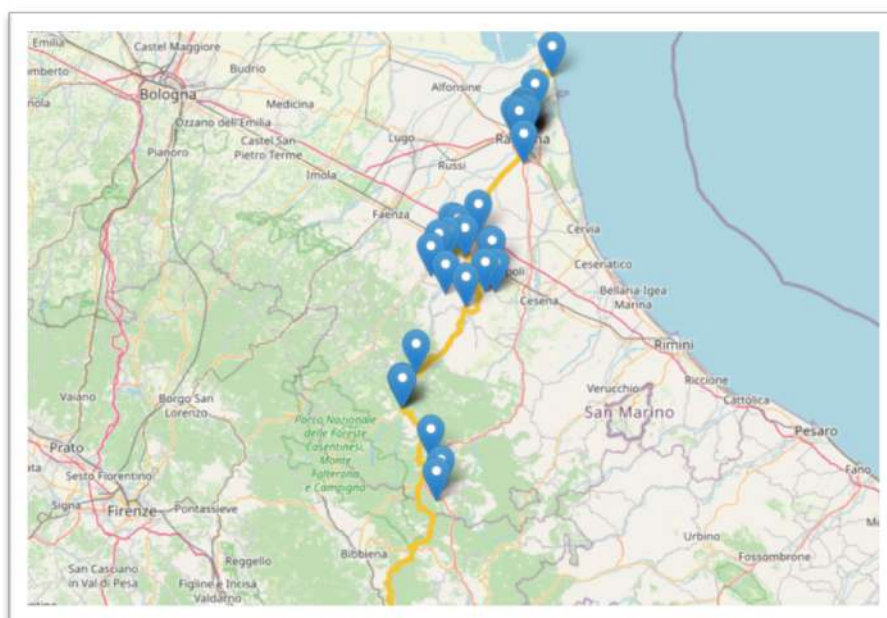 Emilia
Castel Maggiore
Budrio
Bologna
Medicina
Alfonsine
Ozzano dell'Emilia
Castel San
Pietro Terme
Pianoro
Lugo
Imola
Russi
Faenza
Cervia
Cesenatico
Bellaria-Igea
Marina
Cesena
Rimini
Riccione
Cattolica
Verucchio
San Marino
Pesaro
Fano
Vaiano
Borgo San
Lorenzo
Parco Nazionale
delle Foreste
Casentinesi,
Monte
Falterona
e Campigna
Prato
Sesto Fiorentino
Signa
Firenze
Pontassieve
Bibbiena
Reggello
San Casciano
in Val di Pesa
Figline e Incisa
Valdarno
Urbino
Fossombrone